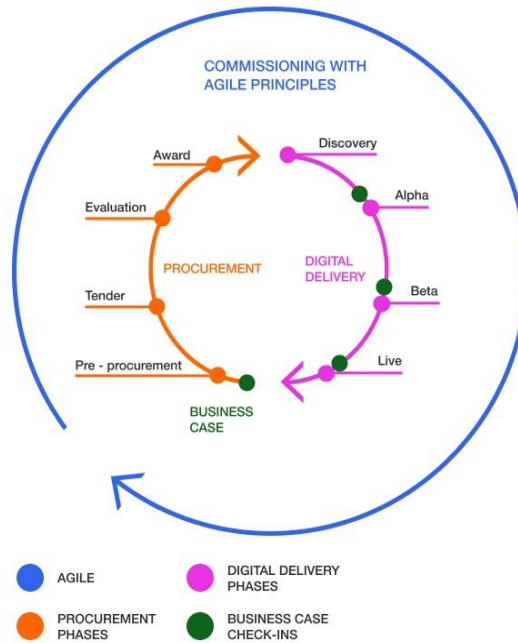 COMMISSIONING WITH
AGILE PRINCIPLES
Award
Discovery
Evaluation
Alpha
PROCUREMENT
DIGITAL
DELIVERY
Tender
Beta
Pre - procurement
Live
BUSINESS
CASE
AGILE
DIGITAL DELIVERY
PHASES
PROCUREMENT
PHASES
BUSINESS CASE
CHECK-INS